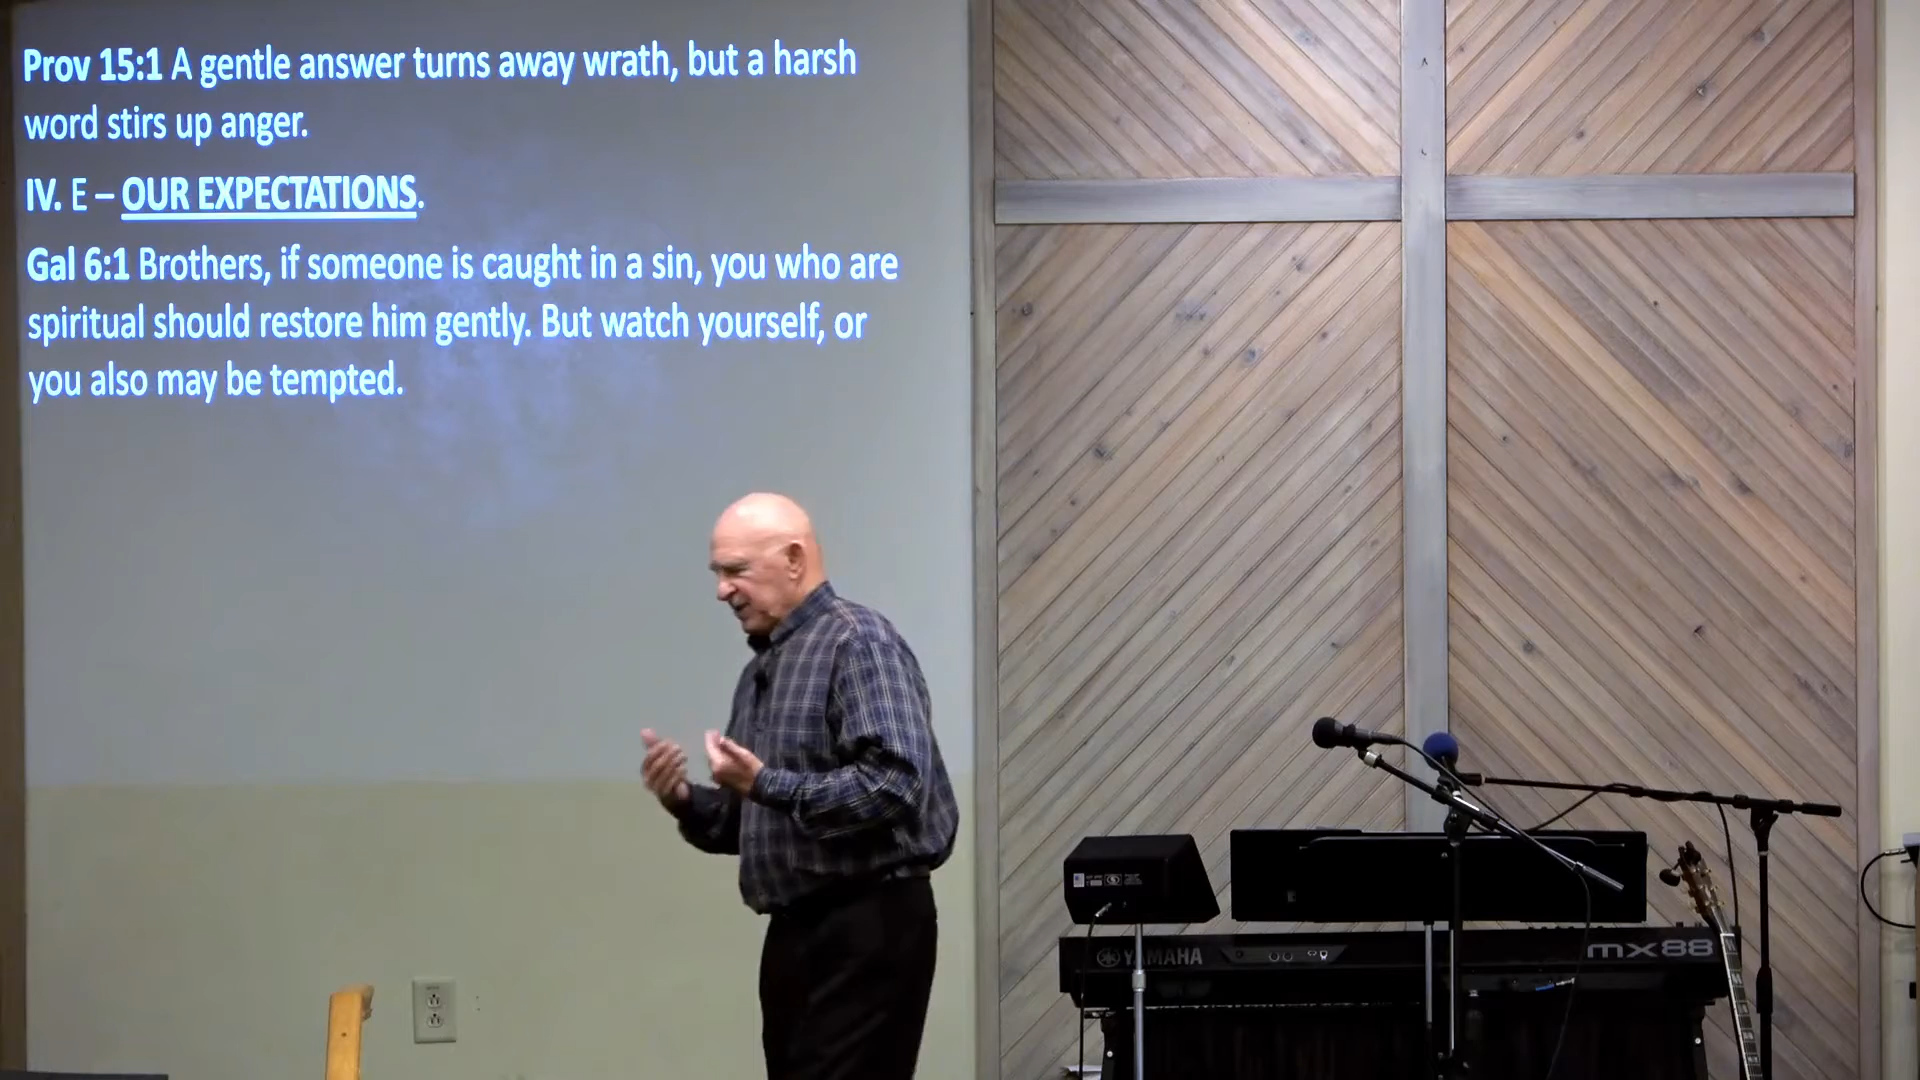 Prov 15:1 A gentle answer turns away wrath, but a harsh
word stirs up anger.
IV. E – OUR EXPECTATIONS.
Gal 6:1 Brothers, if someone is caught in a sin, you who are
spiritual should restore him gently. But watch yourself, or
you also may be tempted.
YAMAHA
MX88